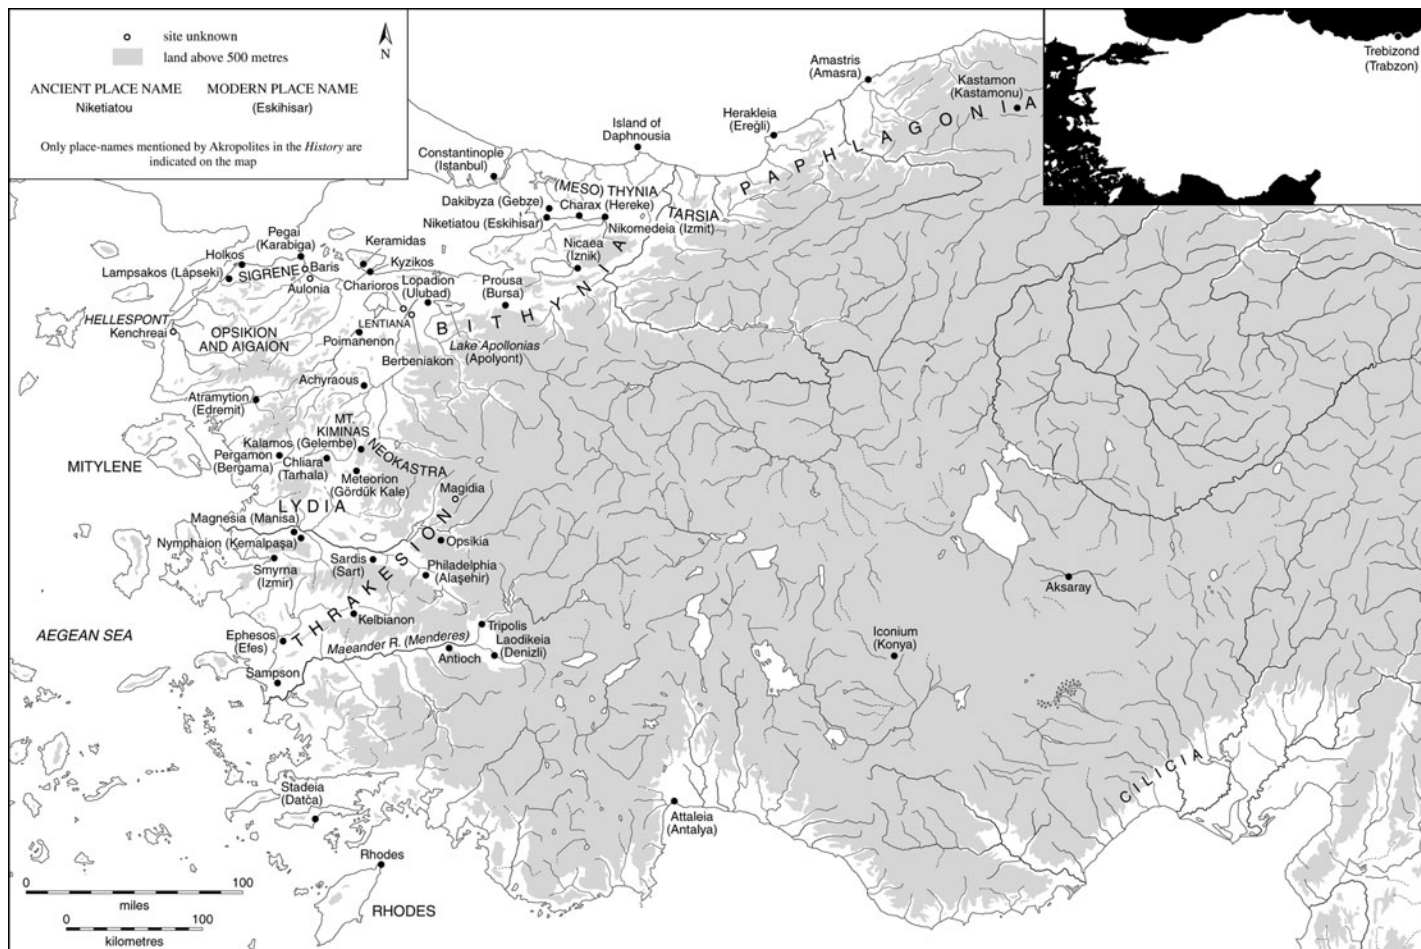 site unknown
land above 500 metres
N
ANCIENT PLACE NAME
MODERN PLACE NAME
Niketiatou
(Eskihisar)
Only place-names mentioned by Akropolites in the History are
indicated on the map
Trebizond
(Trabzon)
Amastris
(Amasra)
Kastamon
(Kastamonu)
Herakleia
(Ereğli)
PAPHLAGONIA
Island of
Daphnousia
Constantinople
(Istanbul)
(MESO) THYNIA
Dakibyza (Gebze)
Charax (Hereke)
TARSIA
Niketiatou (Eskihisar)
Nikomedeia (Izmit)
Nicaea
(Iznik)
Pegai
(Karabiga)
Keramidas
Holkos
Kyzikos
Baris
Lampsakos (Lâpseki)
SIGRENE
Aulonia
Charioros
Lopadion
(Ulubad)
Prousa
(Bursa)
BITHYNIA
HELLESPONT
Kenchreai
LENTIANA
OPSIKION
AND AIGAION
Poimanenon
Lake Apollonias
(Apolyont)
Berbeniakon
Achyraous
Atramytion
(Edremit)
MT.
KIMINAS
Kalamos (Gelembe)
NEOKASTRA
Pergamon
(Bergama)
Chliara
(Tarhala)
MITYLENE
Meteorion
(Gördük Kale)
Magidia
LYDIA
Magnesia (Manisa)
Nymphaion (Kemalpaşa)
Opsikia
Smyrna
(Izmir)
Sardis
(Sart)
Philadelphia
(Alaşehir)
THRAKESION
Aksaray
Kelbianon
Tripolis
AEGEAN SEA
Ephesos
(Efes)
Maeander R. (Menderes)
Laodikeia
(Denizli)
Antioch
Iconium
(Konya)
Sampson
CILICIA
Stadeia
(Datča)
Attaleia
(Antalya)
Rhodes
RHODES
0 100
miles
0 100
kilometres